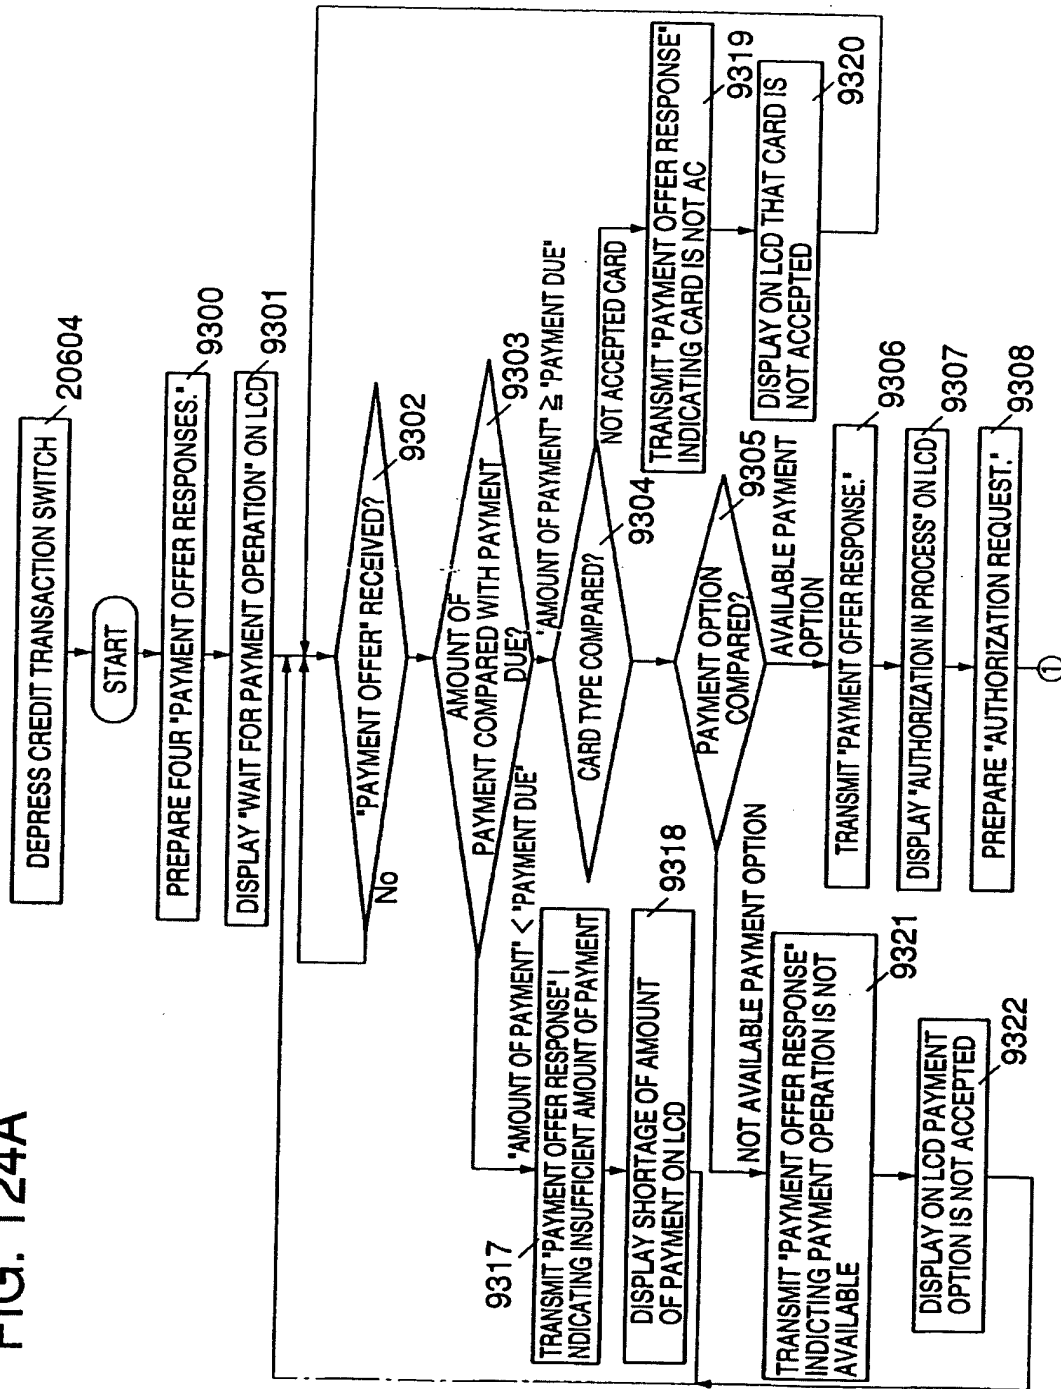 FIG. 124A
DEPRESS CREDIT TRANSACTION SWITCH
20604
START
PREPARE FOUR "PAYMENT OFFER RESPONSES."
9300
DISPLAY "WAIT FOR PAYMENT OPERATION" ON LCD
9301
"PAYMENT OFFER" RECEIVED?
9302
No
AMOUNT OF
PAYMENT COMPARED WITH PAYMENT
DUE?
9303
"AMOUNT OF PAYMENT" < "PAYMENT DUE"
"AMOUNT OF PAYMENT" ≧ "PAYMENT DUE"
9317
TRANSMIT "PAYMENT OFFER RESPONSE" I
NDICATING INSUFFICIENT AMOUNT OF PAYMENT
DISPLAY SHORTAGE OF AMOUNT
OF PAYMENT ON LCD
9318
CARD TYPE COMPARED?
9304
NOT ACCEPTED CARD
TRANSMIT "PAYMENT OFFER RESPONSE"
INDICATING CARD IS NOT AC
9319
DISPLAY ON LCD THAT CARD IS
NOT ACCEPTED
9320
PAYMENT OPTION
COMPARED?
9305
NOT AVAILABLE PAYMENT OPTION
AVAILABLE PAYMENT
OPTION
TRANSMIT "PAYMENT OFFER RESPONSE"
INDICTING PAYMENT OPERATION IS NOT
AVAILABLE
9321
DISPLAY ON LCD PAYMENT
OPTION IS NOT ACCEPTED
9322
TRANSMIT "PAYMENT OFFER RESPONSE."
9306
DISPLAY "AUTHORIZATION IN PROCESS" ON LCD
9307
PREPARE "AUTHORIZATION REQUEST."
9308
1